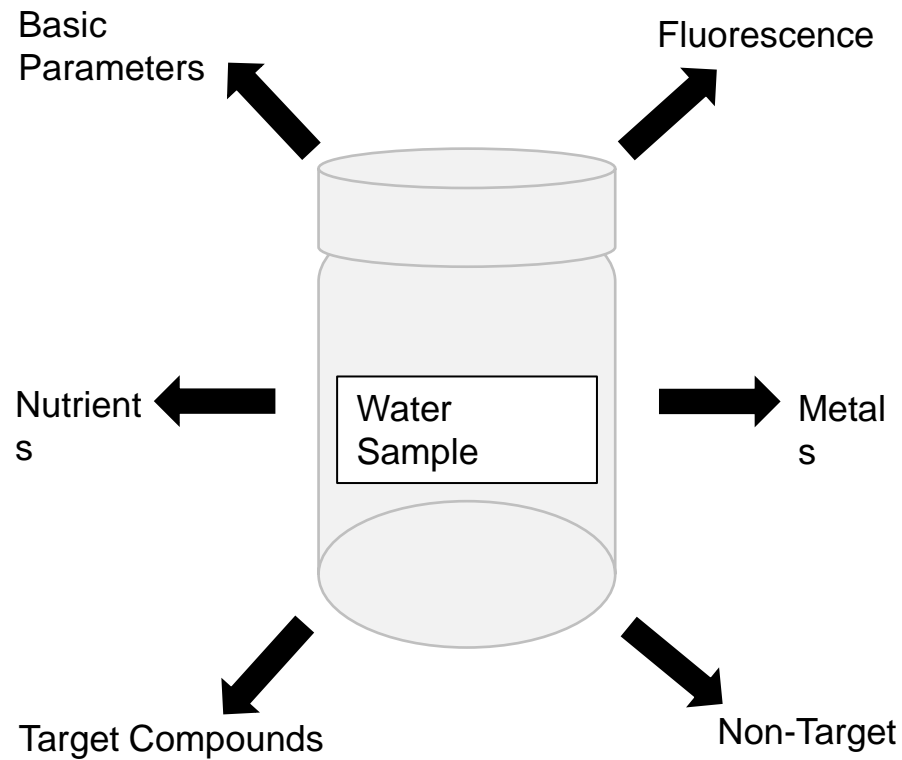 Basic
Parameters
Fluorescence
Nutrient
s
Water
Sample
Metal
s
Target Compounds
Non-Target